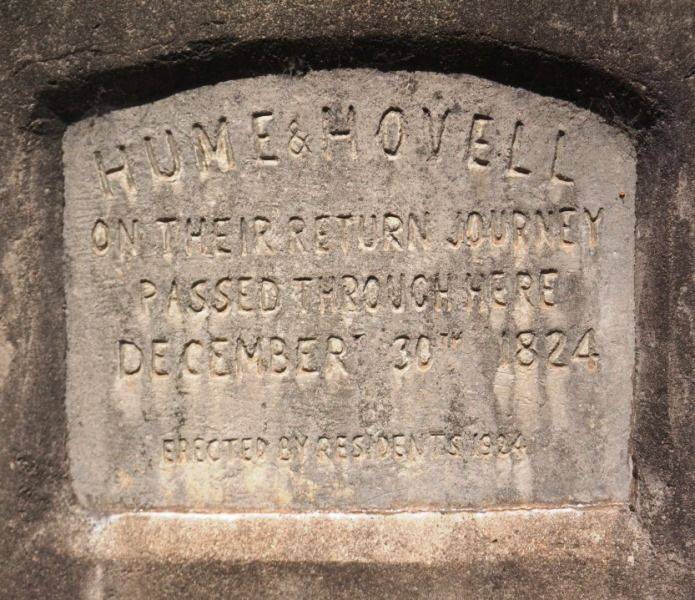 HUME & HOVELL
ON THEIR RETURN JOURNEY
PASSED THROUGH HERE
DECEMBER 30TH 1824
ERECTED BY RESIDENTS 1924